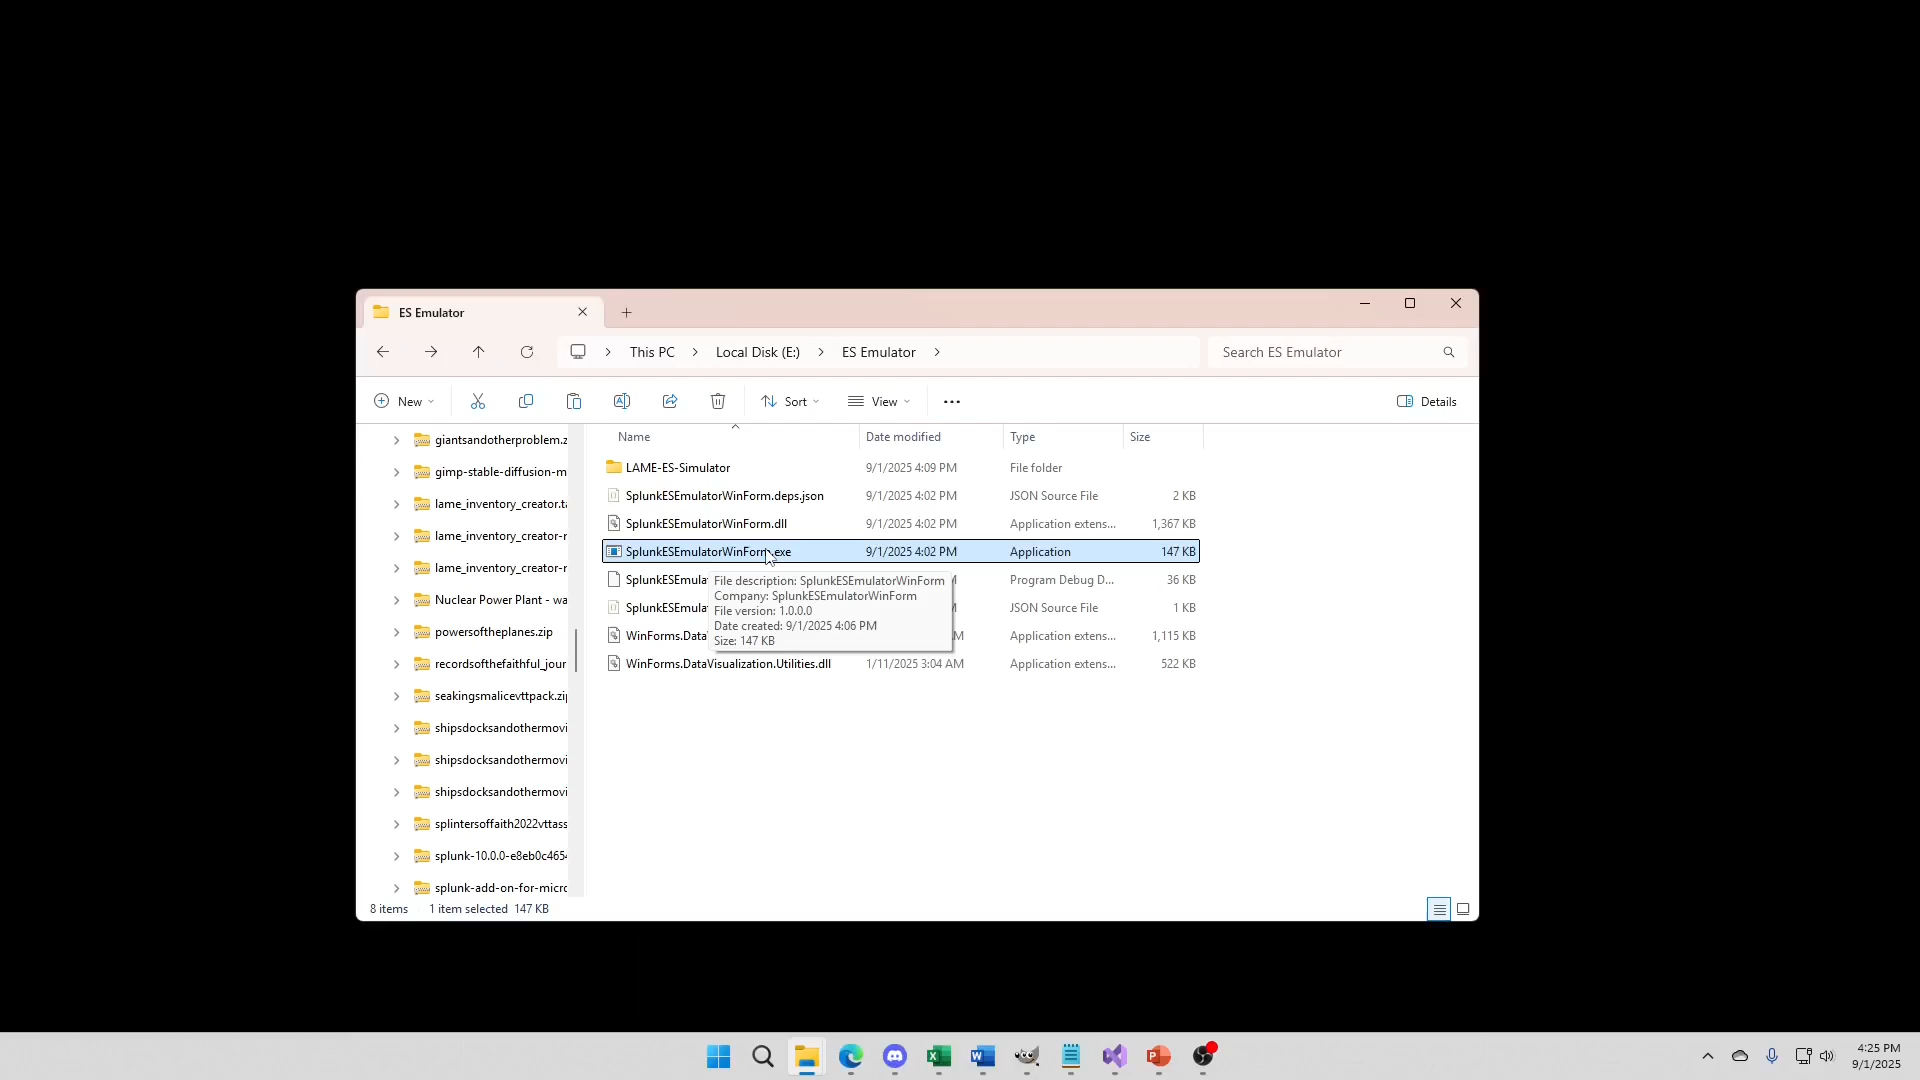 ES Emulator
This PC
Local Disk (E:)
ES Emulator
Search ES Emulator
New
Sort
View
Details
Name
Date modified
Type
Size
giantsandotherproblem.z
gimp-stable-diffusion-m
lame_inventory_creator.ta
lame_inventory_creator-r
lame_inventory_creator-r
Nuclear Power Plant - wa
powersoftheplanes.zip
recordsofthefaithful_jour
seakingsmalicevttpack.zip
shipsdocksandothermovi
shipsdocksandothermovi
shipsdocksandothermovi
splintersoffaith2022vttass
splunk-10.0.0-e8eb0c4654
splunk-add-on-for-micro
LAME-ES-Simulator 9/1/2025 4:09 PM File folder
SplunkESEmulatorWinForm.deps.json 9/1/2025 4:02 PM JSON Source File 2 KB
SplunkESEmulatorWinForm.dll 9/1/2025 4:02 PM Application extens... 1,367 KB
SplunkESEmulatorWinForm.exe 9/1/2025 4:02 PM Application 147 KB
SplunkESEmula Program Debug D... 36 KB
SplunkESEmula JSON Source File 1 KB
WinForms.Data Application extens... 1,115 KB
WinForms.DataVisualization.Utilities.dll 1/11/2025 3:04 AM Application extens... 522 KB
File description: SplunkESEmulatorWinForm
Company: SplunkESEmulatorWinForm
File version: 1.0.0.0
Date created: 9/1/2025 4:06 PM
Size: 147 KB
8 items 1 item selected 147 KB
4:25 PM
9/1/2025